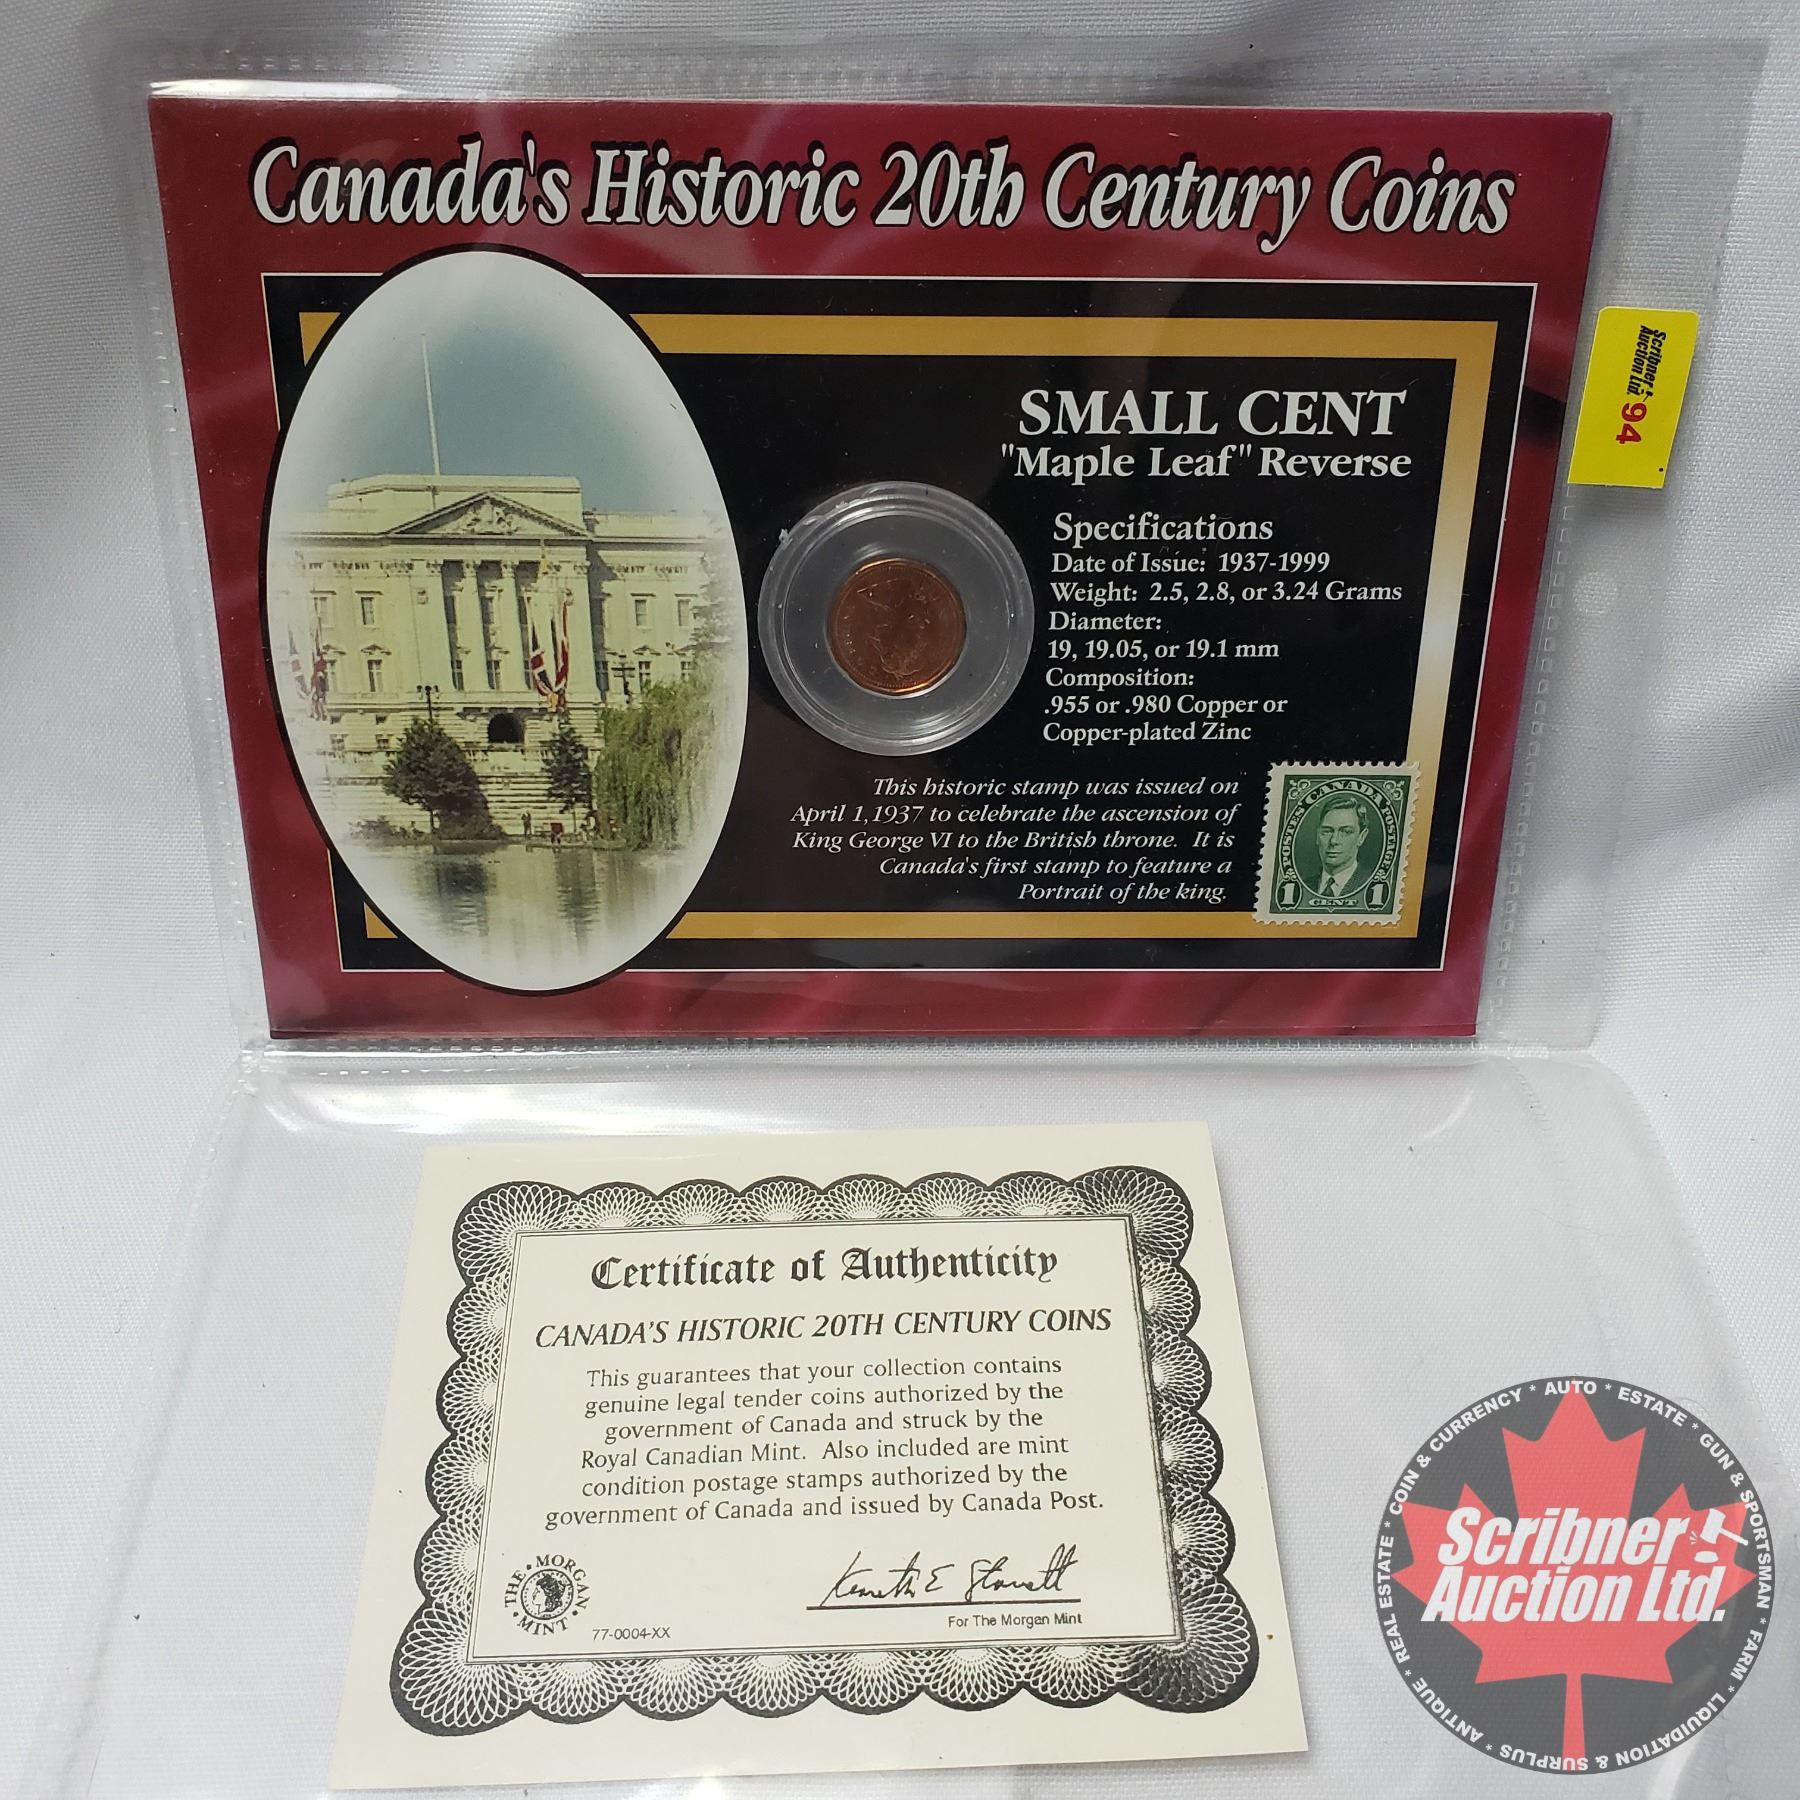 Canada's Historic 20th Century Coins
Scribner
Auction Ltd.
94
SMALL CENT
"Maple Leaf" Reverse
Specifications
Date of Issue: 1937-1999
Weight: 2.5, 2.8, or 3.24 Grams
Diameter:
19, 19.05, or 19.1 mm
Composition:
.955 or .980 Copper or
Copper-plated Zinc
This historic stamp was issued on
April 1,1937 to celebrate the ascension of
King George VI to the British throne. It is
Canada's first stamp to feature a
Portrait of the king.
POSTES CANADA POSTAGE
1 CENT 1
Certificate of Authenticity
CANADA'S HISTORIC 20TH CENTURY COINS
This guarantees that your collection contains
genuine legal tender coins authorized by the
government of Canada and struck by the
Royal Canadian Mint. Also included are mint
condition postage stamps authorized by the
government of Canada and issued by Canada Post.
THE MORGAN MINT
77-0004-XX
For The Morgan Mint
REAL ESTATE * COIN & CURRENCY * AUTO * ESTATE * GUN & SPORTSMAN * FARM * LIQUIDATION & SURPLUS * ANTIQUE *
Scribner
Auction Ltd.